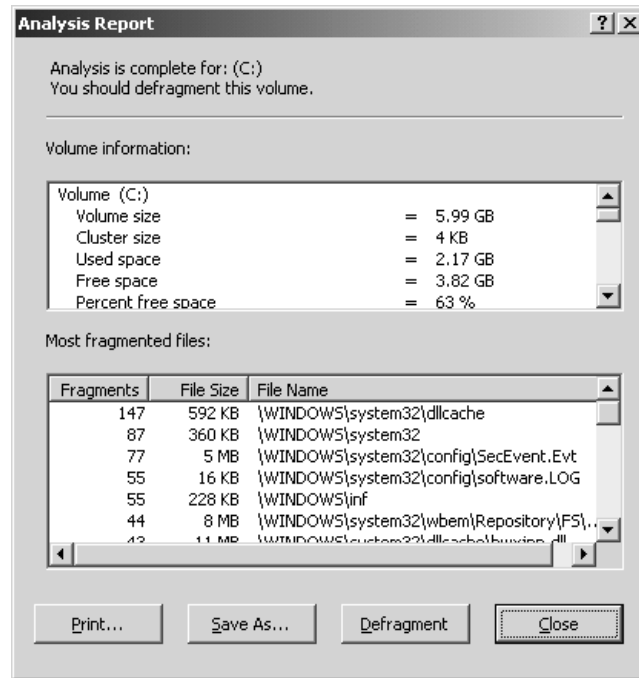 Analysis Report
Analysis is complete for: (C:)
You should defragment this volume.
Volume information:
Volume (C:)
Volume size = 5.99 GB
Cluster size = 4 KB
Used space = 2.17 GB
Free space = 3.82 GB
Percent free space = 63 %
Most fragmented files:
Fragments File Size File Name
147 592 KB \WINDOWS\system32\dllcache
87 360 KB \WINDOWS\system32
77 5 MB \WINDOWS\system32\config\SecEvent.Evt
55 16 KB \WINDOWS\system32\config\software.LOG
55 228 KB \WINDOWS\inf
44 8 MB \WINDOWS\system32\wbem\Repository\FS\...
11 MB
Print... Save As... Defragment Close